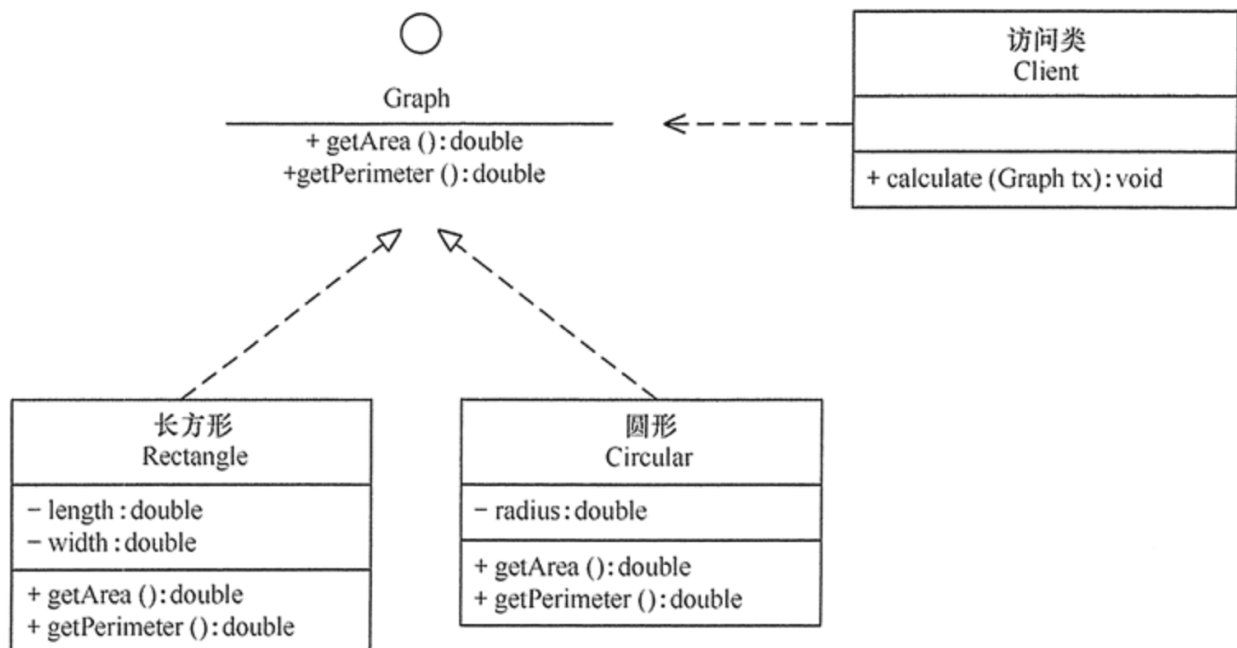 Graph
+ getArea ():double
+getPerimeter ():double
访问类
Client
+ calculate (Graph tx):void
长方形
Rectangle
- length:double
- width:double
+ getArea ():double
+ getPerimeter ():double
圆形
Circular
- radius:double
+ getArea ():double
+ getPerimeter ():double